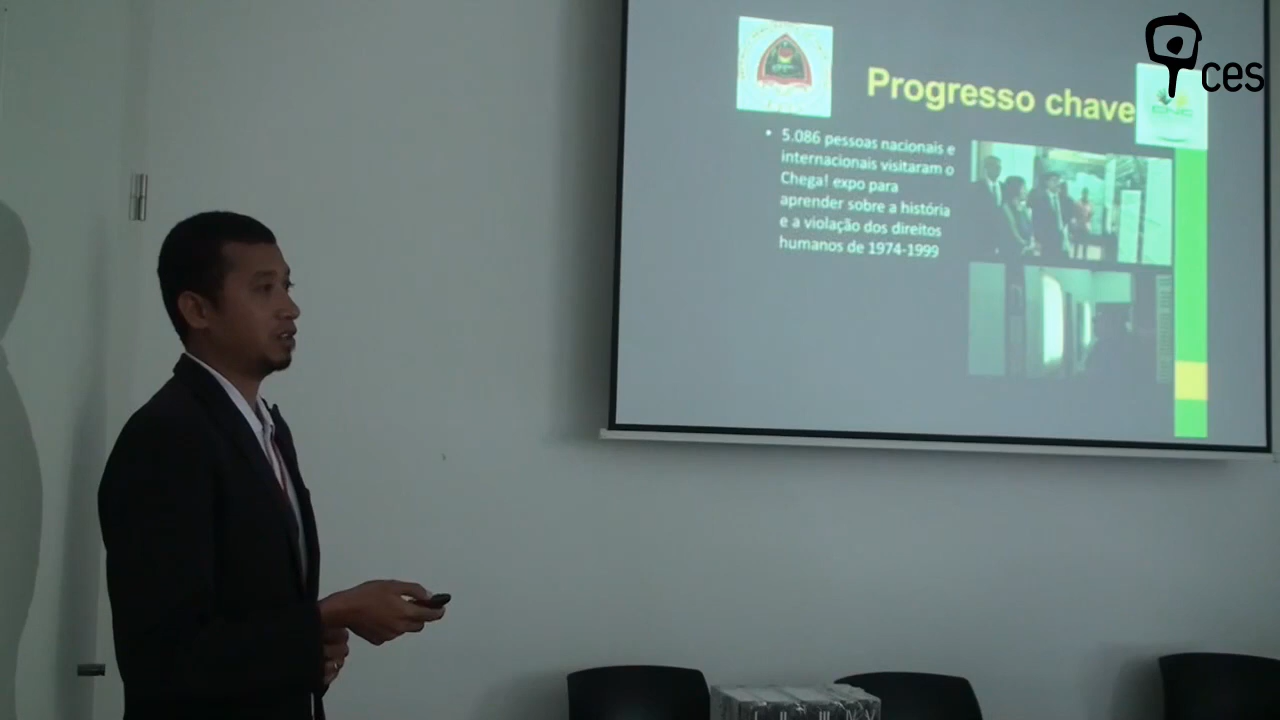 ces
Progresso chave
• 5.086 pessoas nacionais e
internacionais visitaram o
Chega! expo para
aprender sobre a história
e a violação dos direitos
humanos de 1974-1999